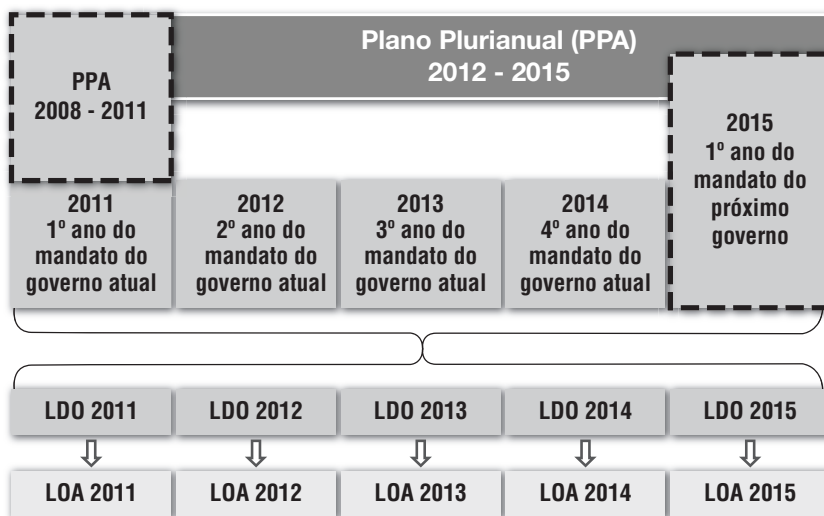 Plano Plurianual (PPA)
2012 - 2015
PPA
2008 - 2011
2011
1º ano do
mandato do
governo atual
2012
2º ano do
mandato do
governo atual
2013
3º ano do
mandato do
governo atual
2014
4º ano do
mandato do
governo atual
2015
1º ano do
mandato do
próximo
governo
LDO 2011
LDO 2012
LDO 2013
LDO 2014
LDO 2015
LOA 2011
LOA 2012
LOA 2013
LOA 2014
LOA 2015